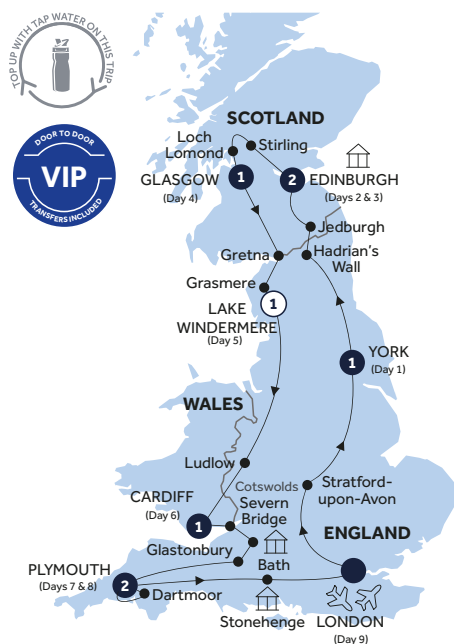 TOP UP WITH TAP WATER ON THIS TRIP
DOOR TO DOOR
VIP
TRANSFERS INCLUDED
SCOTLAND
Loch
Lomond
Stirling
GLASGOW
(Day 4)
1
2
EDINBURGH
(Days 2 & 3)
Jedburgh
Gretna
Hadrian's
Wall
Grasmere
1
LAKE
WINDERMERE
(Day 5)
1
YORK
(Day 1)
WALES
Ludlow
Cotswolds
Stratford-
upon-Avon
CARDIFF
(Day 6)
1
Severn
Bridge
ENGLAND
Glastonbury
Bath
PLYMOUTH
(Days 7 & 8)
2
Dartmoor
Stonehenge
LONDON
(Day 9)